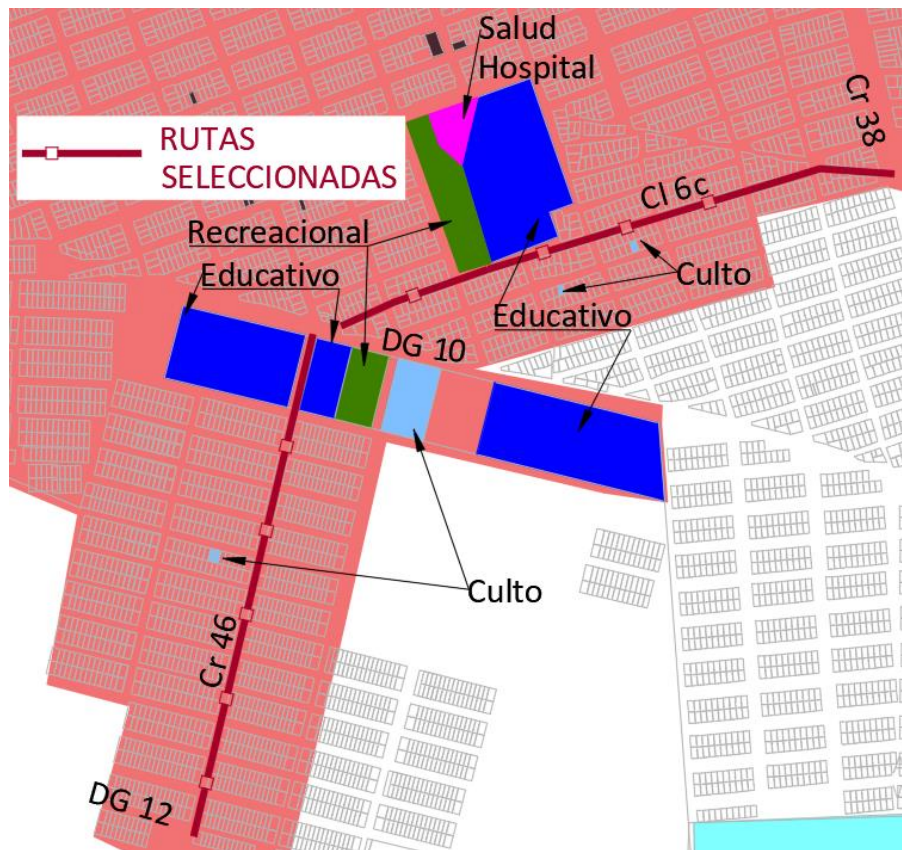 Salud
Hospital
Cr 38
RUTAS
SELECCIONADAS
Cl 6c
Recreacional
Educativo
Culto
Educativo
DG 10
Culto
Cr 46
DG 12